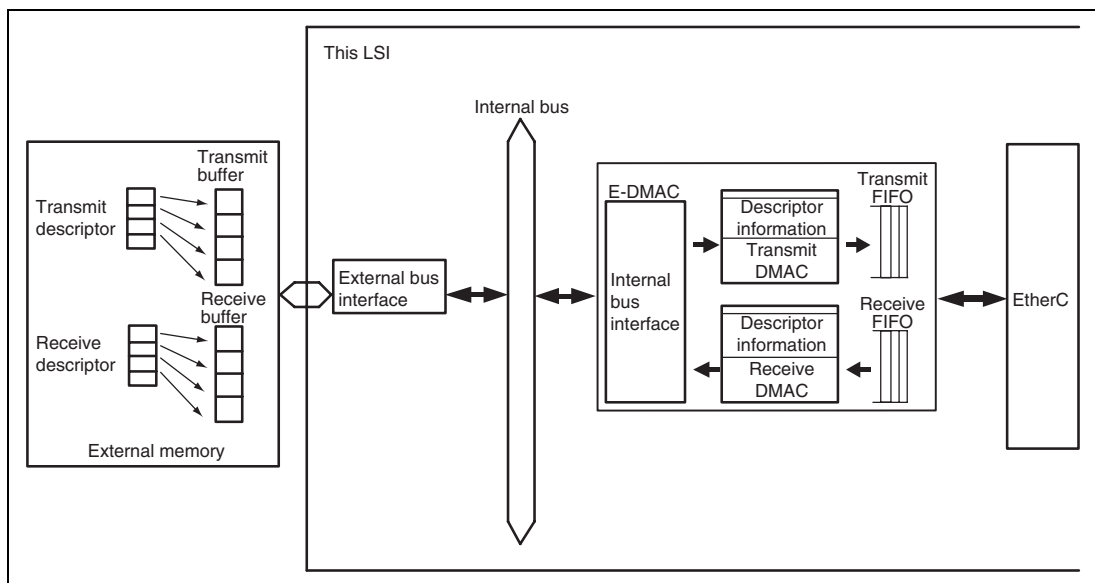 This LSI
Internal bus
Transmit
buffer
Transmit
descriptor
Receive
buffer
Receive
descriptor
External memory
External bus
interface
E-DMAC
Internal
bus
interface
Descriptor
information
Transmit
DMAC
Transmit
FIFO
Descriptor
information
Receive
DMAC
Receive
FIFO
EtherC